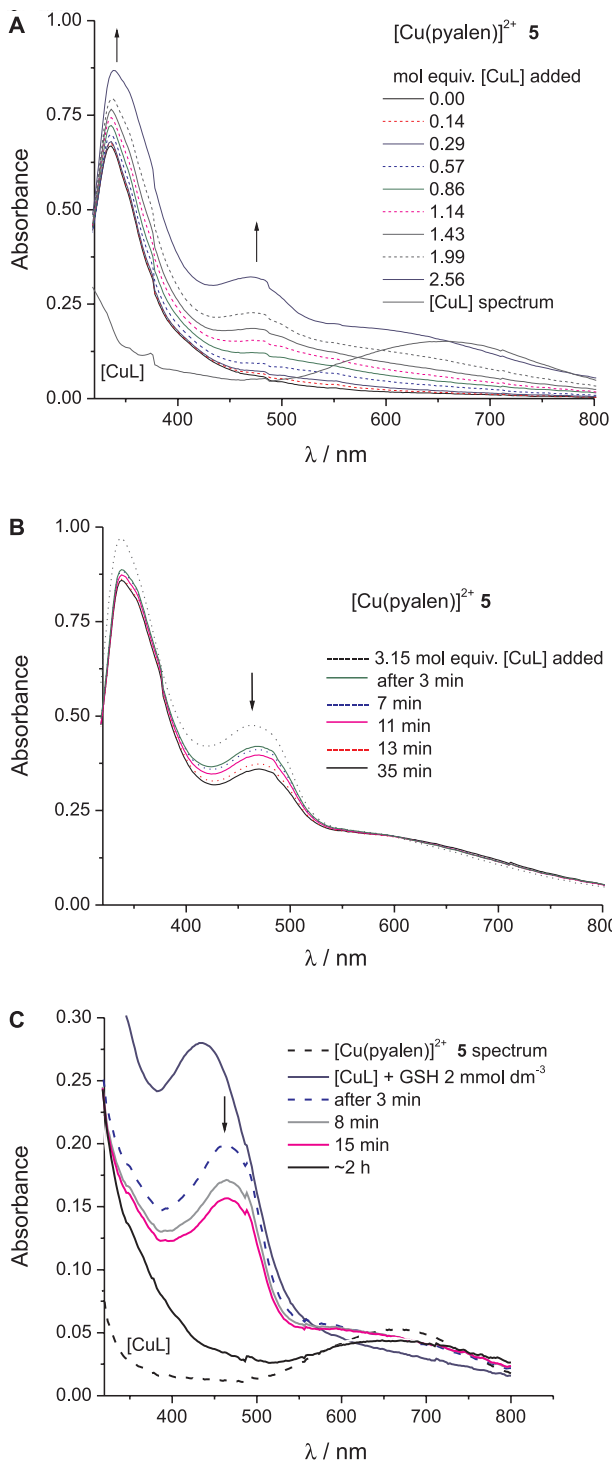 A
[Cu(pyalen)]²⁺ 5
mol equiv. [CuL] added
0.00
0.14
0.29
0.57
0.86
1.14
1.43
1.99
2.56
[CuL] spectrum
1.00
0.75
0.50
0.25
0.00
Absorbance
[CuL]
400 500 600 700 800
λ / nm
B
[Cu(pyalen)]²⁺ 5
3.15 mol equiv. [CuL] added
after 3 min
7 min
11 min
13 min
35 min
1.00
0.75
0.50
0.25
0.00
Absorbance
400 500 600 700 800
λ / nm
C
[Cu(pyalen)]²⁺ 5 spectrum
[CuL] + GSH 2 mmol dm⁻³
after 3 min
8 min
15 min
~2 h
0.30
0.25
0.20
0.15
0.10
0.05
0.00
Absorbance
[CuL]
400 500 600 700 800
λ / nm